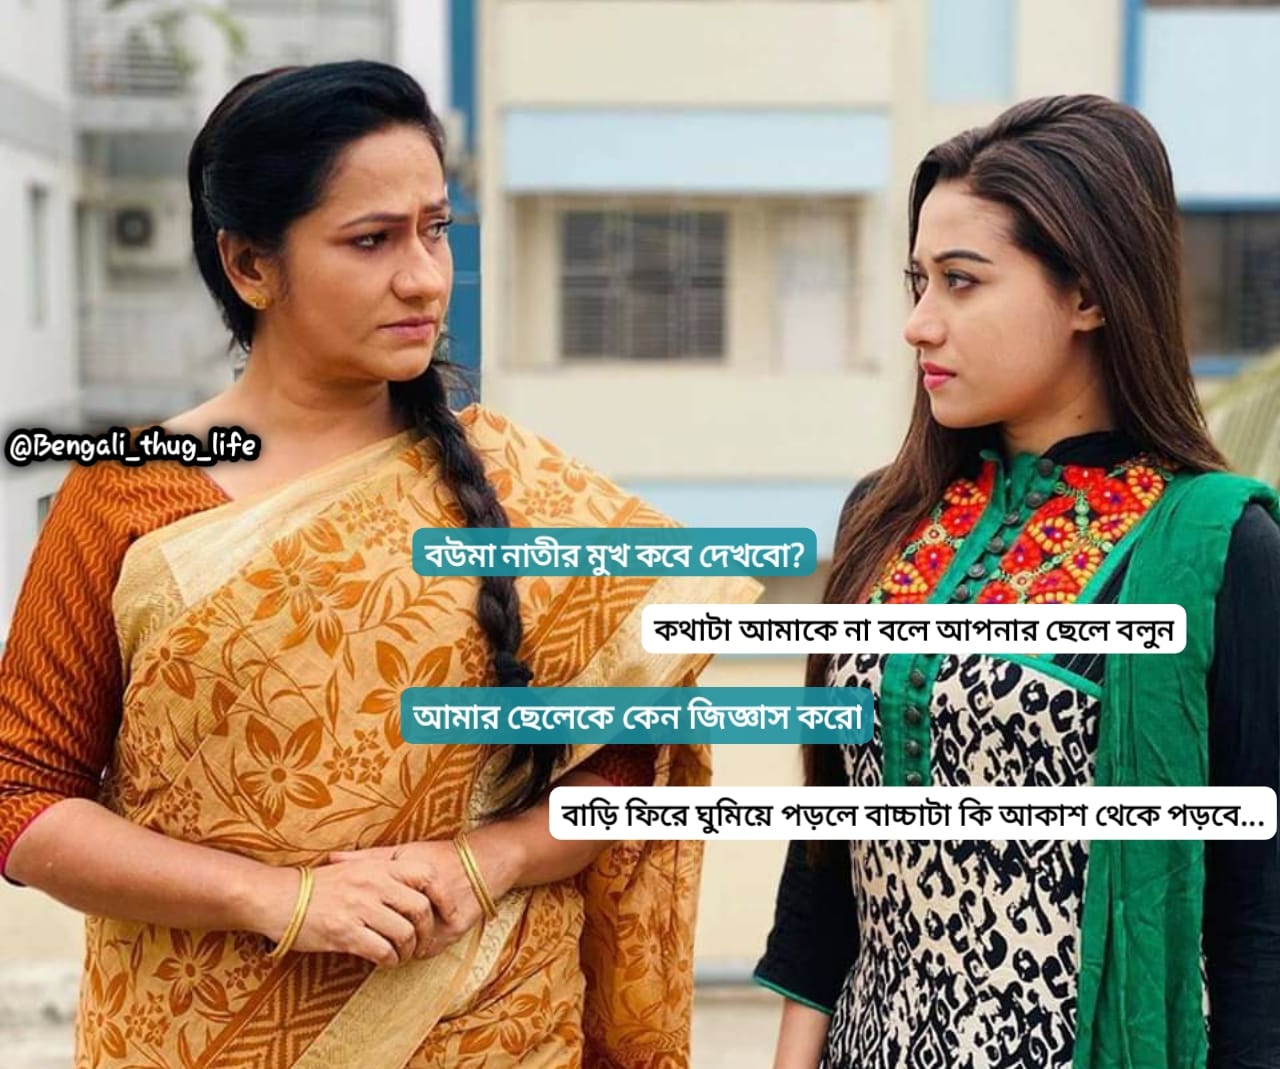 @Bengali_thug_life
বউমা নাতীর মুখ কবে দেখবো?
কথাটা আমাকে না বলে আপনার ছেলে বলুন
আমার ছেলেকে কেন জিজ্ঞাস করো
বাড়ি ফিরে ঘুমিয়ে পড়লে বাচ্চাটা কি আকাশ থেকে পড়বে...